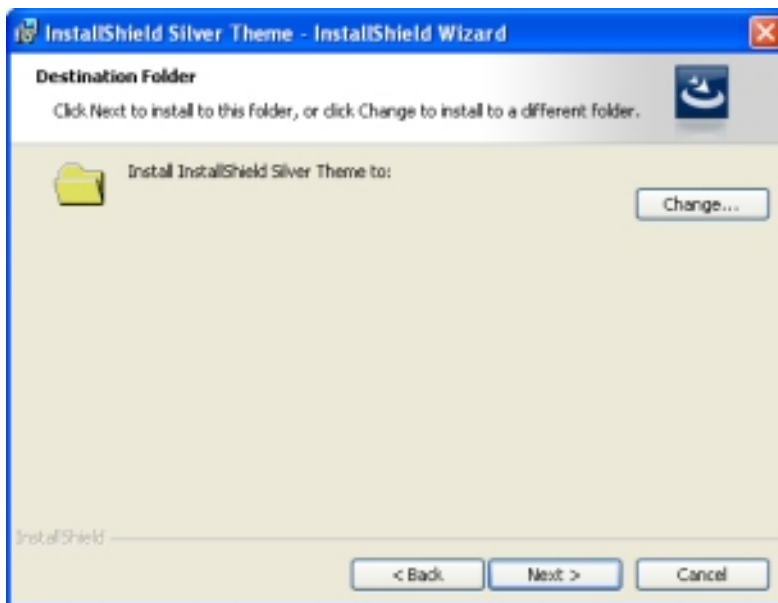 InstallShield Silver Theme - InstallShield Wizard
Destination Folder
Click Next to install to this folder, or click Change to install to a different folder.
Install InstallShield Silver Theme to:
Change...
InstallShield
< Back
Next >
Cancel